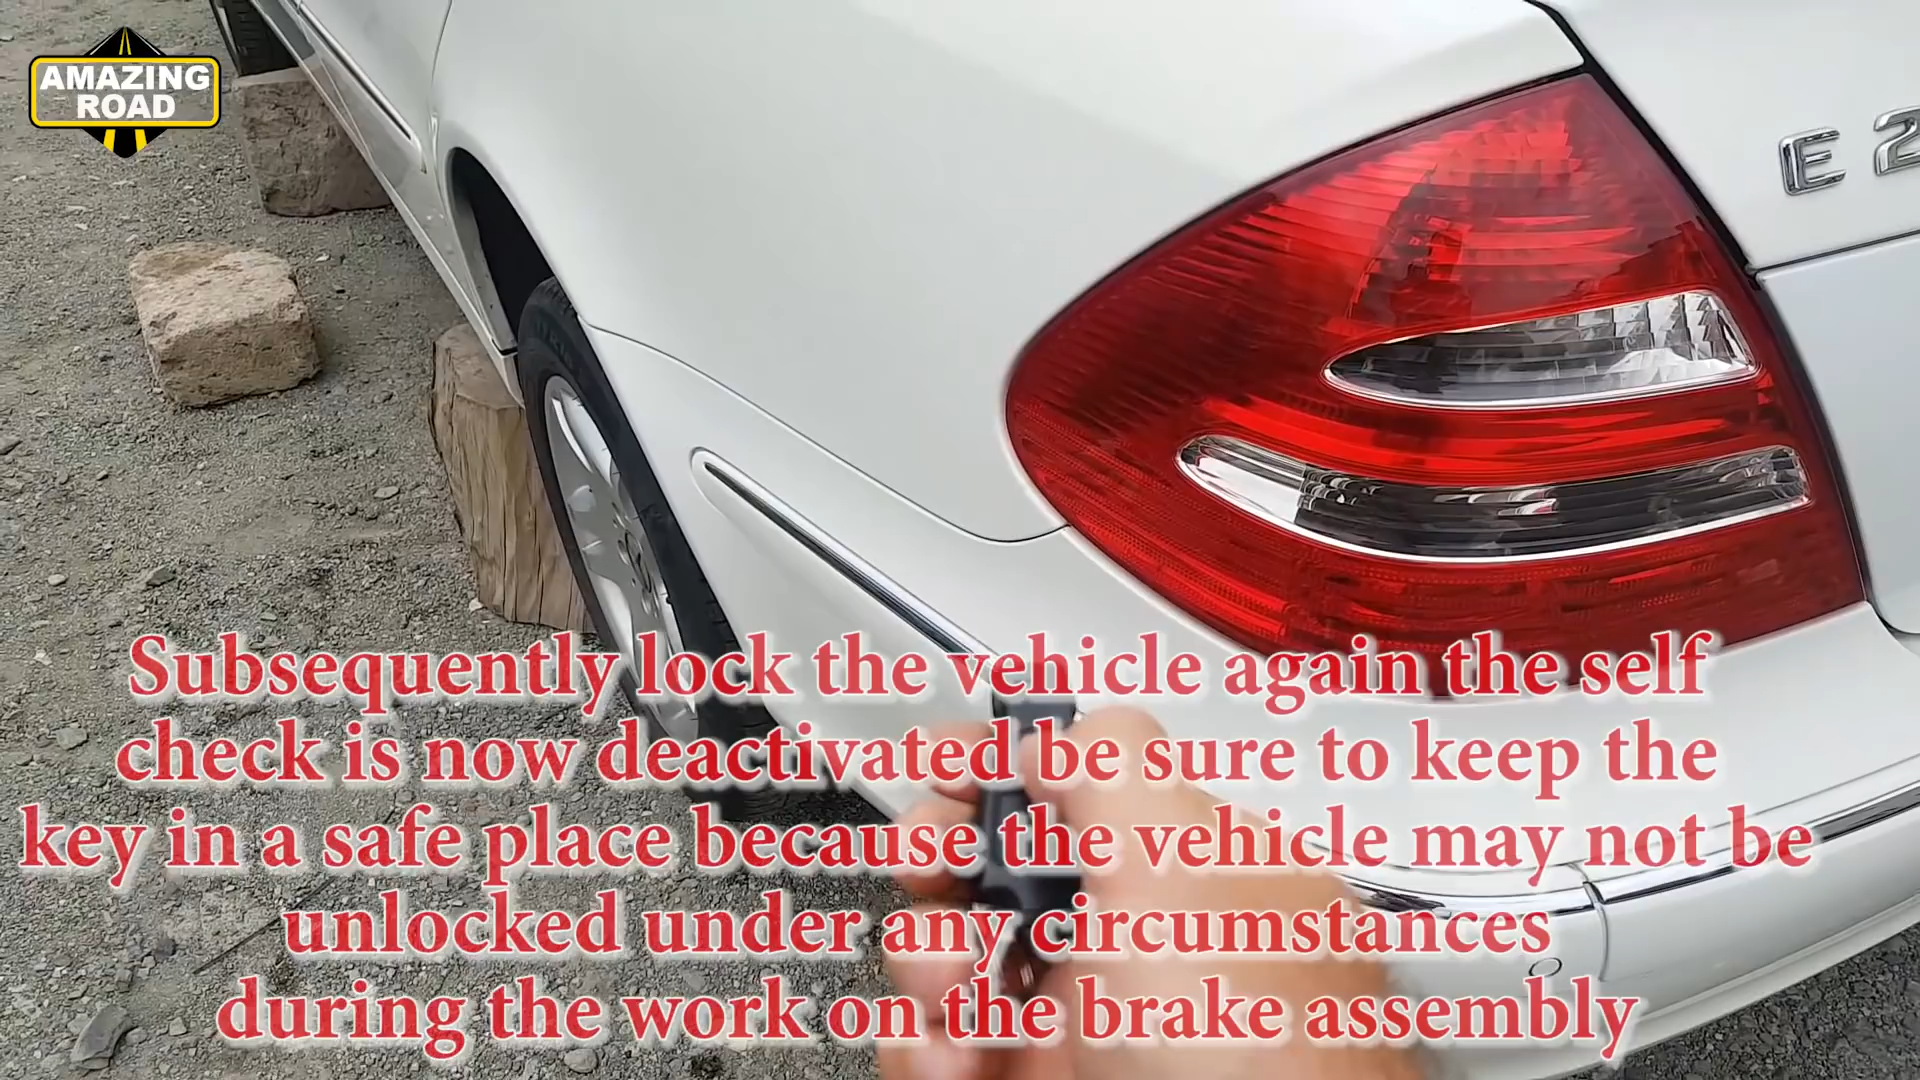 AMAZING
ROAD
E 2
Subsequently lock the vehicle again the self
check is now deactivated be sure to keep the
key in a safe place because the vehicle may not be
unlocked under any circumstances
during the work on the brake assembly